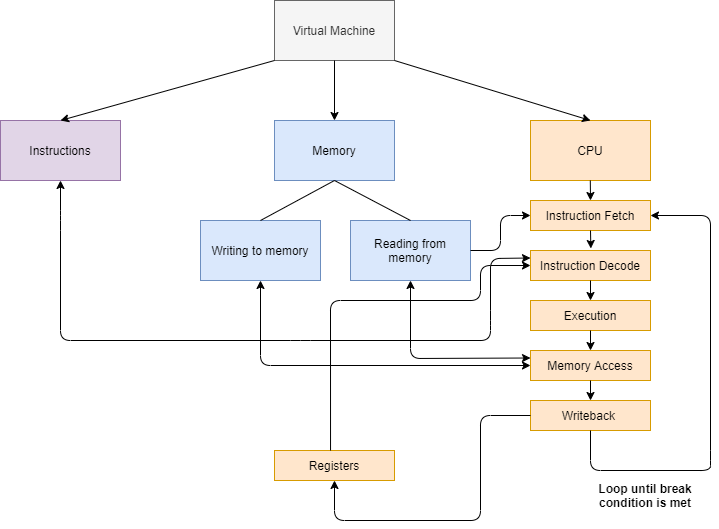 Virtual Machine
Instructions
Memory
CPU
Instruction Fetch
Writing to memory
Reading from
memory
Instruction Decode
Execution
Memory Access
Writeback
Registers
Loop until break
condition is met